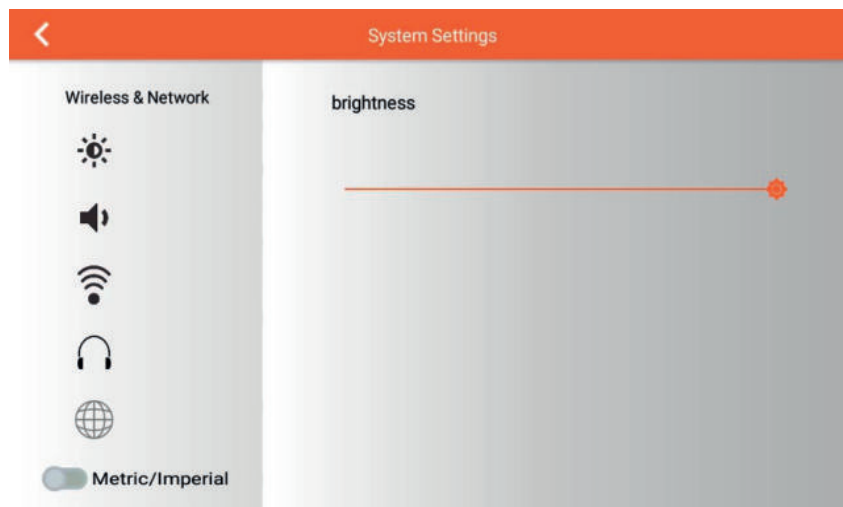 System Settings
Wireless & Network
brightness
Metric/Imperial